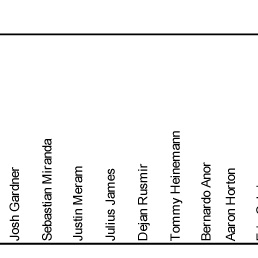 Josh Gardner
Sebastian Miranda
Justin Meram
Julius James
Dejan Rusmir
Tommy Heinemann
Bernardo Anor
Aaron Horton